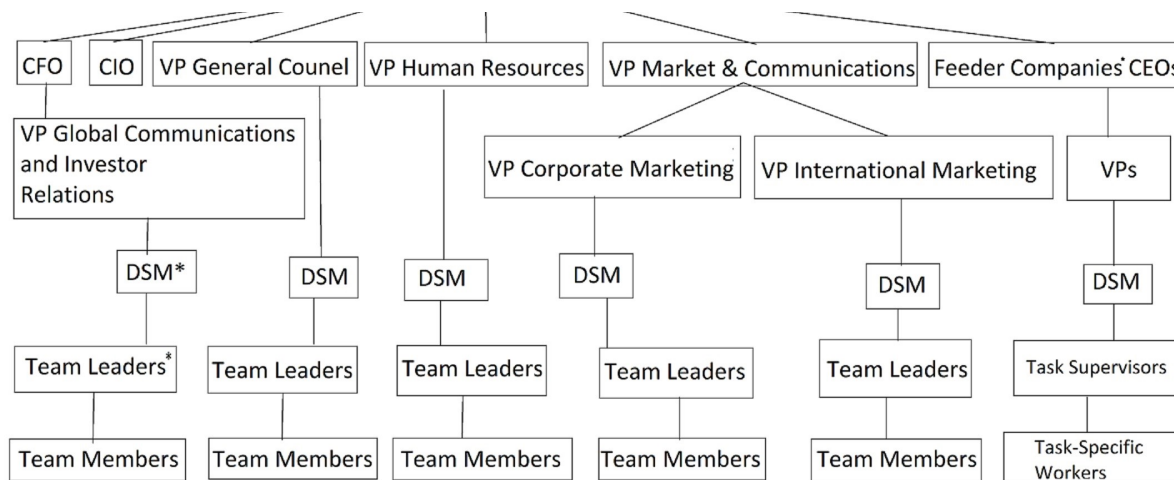 CFO
CIO
VP General Counel
VP Human Resources
VP Market & Communications
Feeder Companies* CEOs
VP Global Communications
and Investor
Relations
VP Corporate Marketing
VP International Marketing
VPs
DSM*
DSM
DSM
DSM
DSM
DSM
Team Leaders*
Team Leaders
Team Leaders
Team Leaders
Team Leaders
Task Supervisors
Team Members
Team Members
Team Members
Team Members
Team Members
Task-Specific
Workers